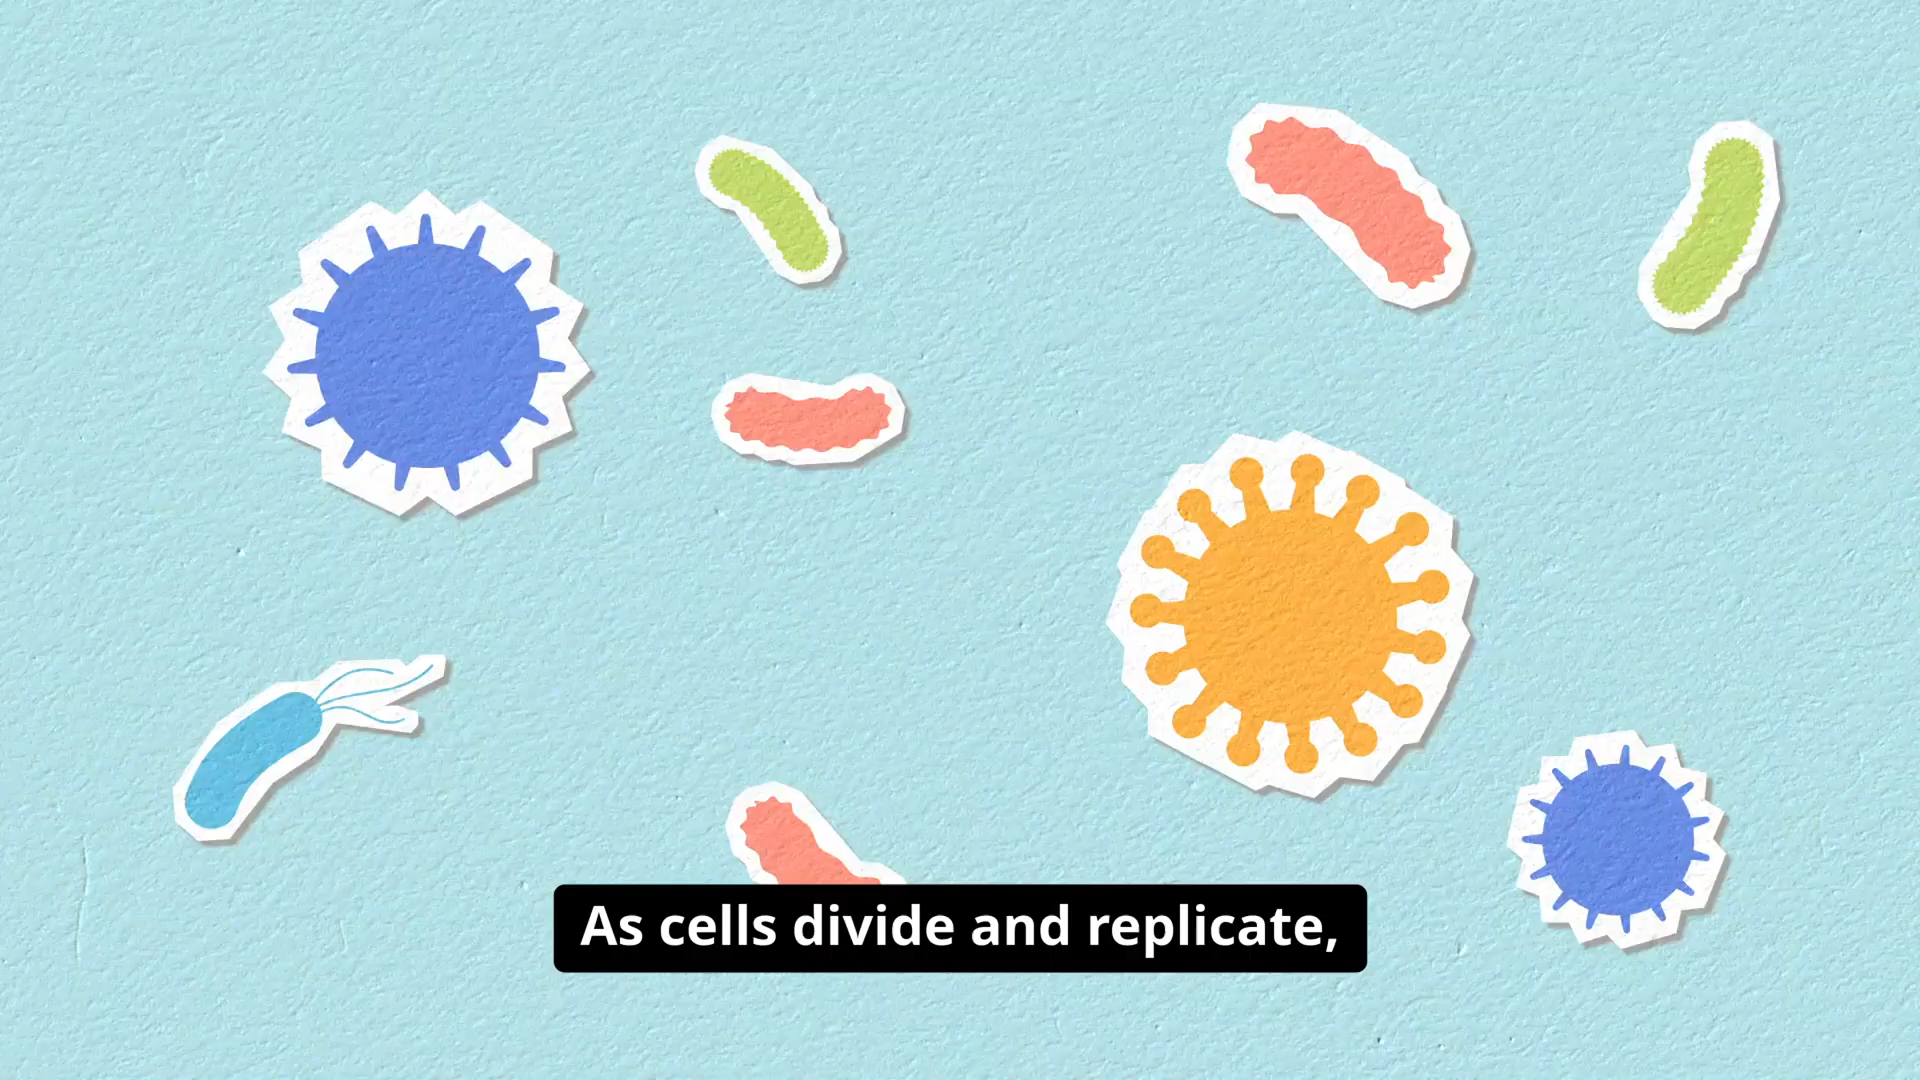 As cells divide and replicate,